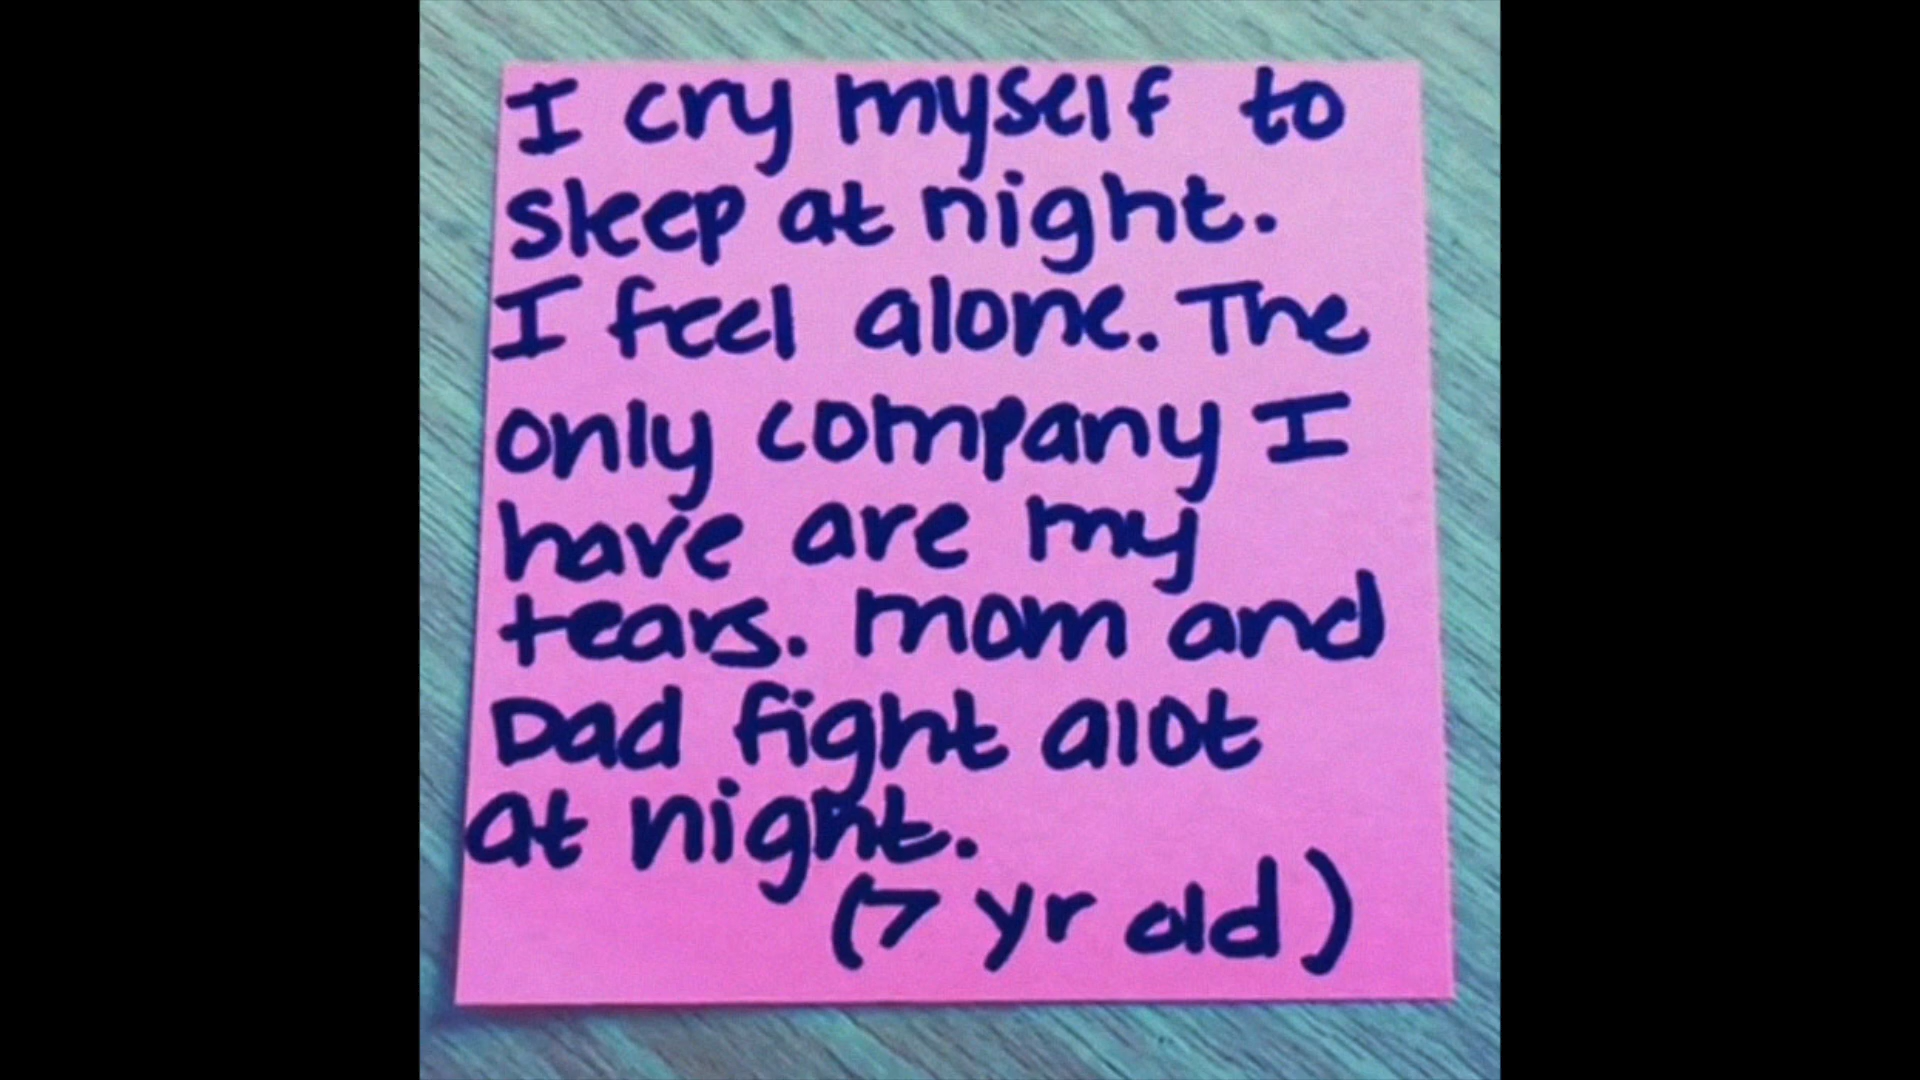 I cry myself to
sleep at night.
I feel alone. The
only company I
have are my
tears. mom and
Dad fight alot
at night.
(7 yr old)